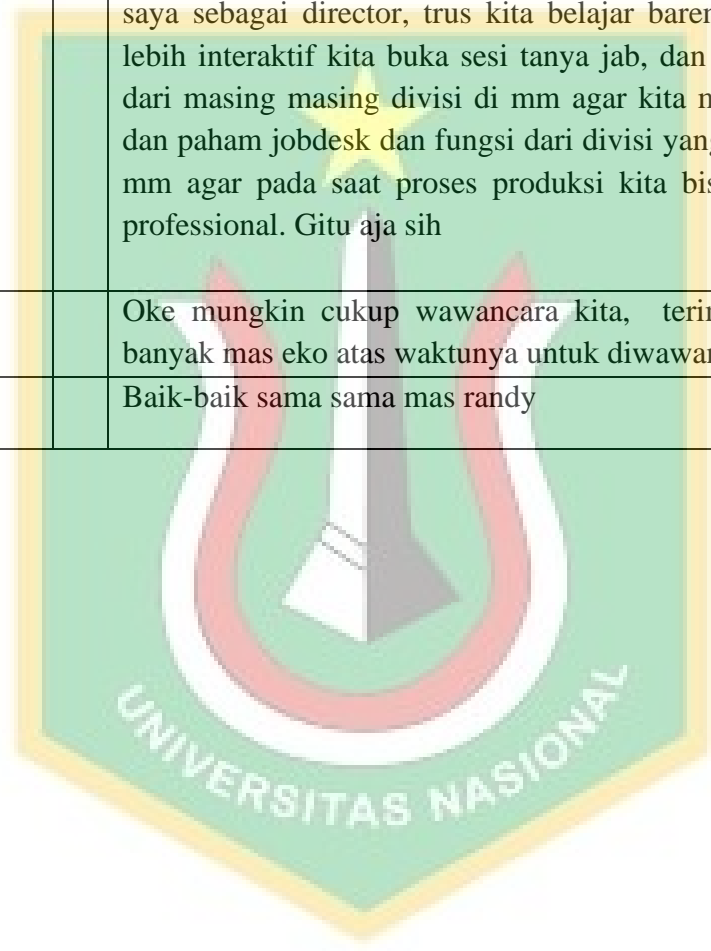 saya sebagai director, trus kita belajar baren
lebih interaktif kita buka sesi tanya jab, dan
dari masing masing divisi di mm agar kita m
dan paham jobdesk dan fungsi dari divisi yang
mm agar pada saat proses produksi kita bis
professional. Gitu aja sih
Oke mungkin cukup wawancara kita, terin
banyak mas eko atas waktunya untuk diwawan
Baik-baik sama sama mas randy
UNIVERSITAS NASIONAL